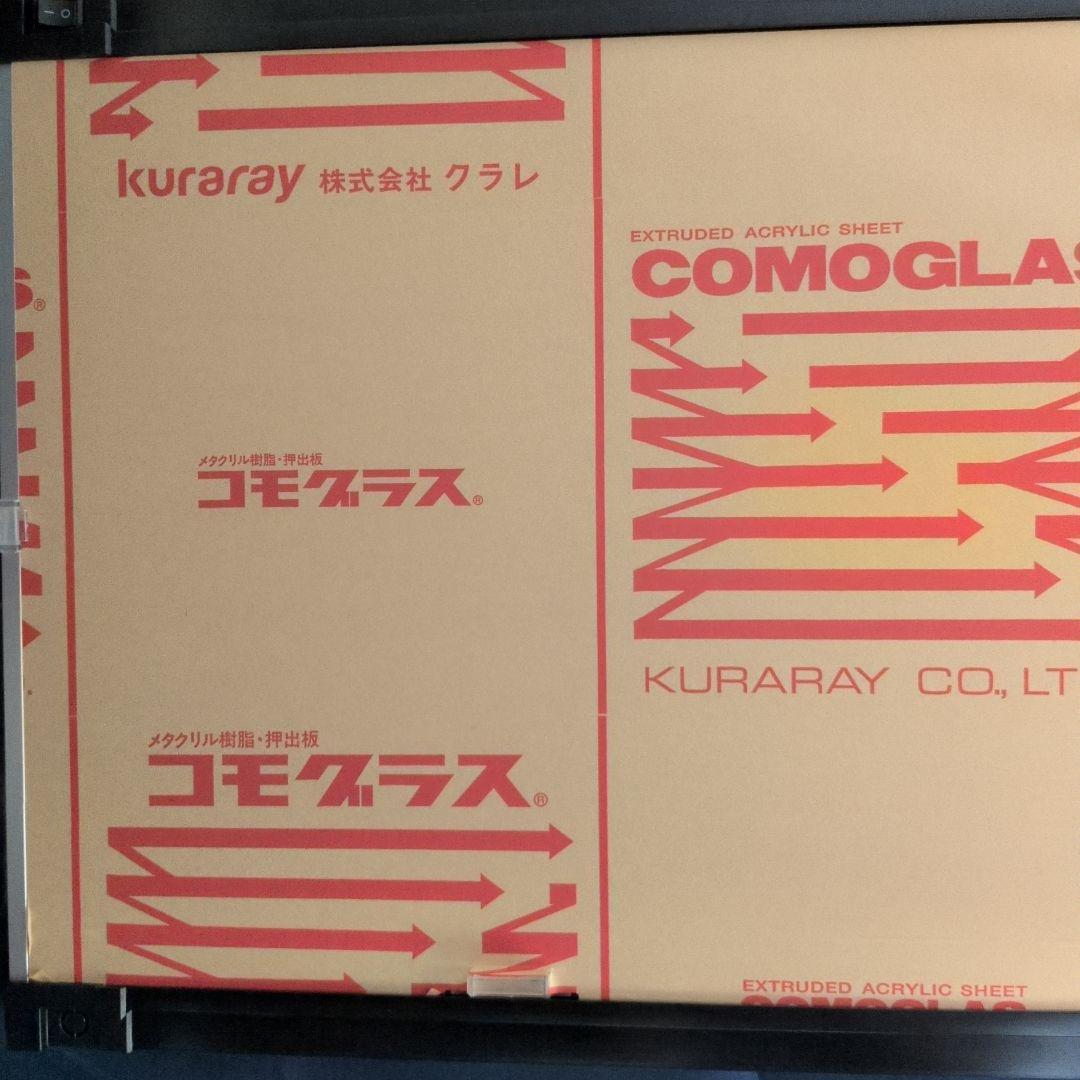 kuraray 株式会社 クラレ
EXTRUDED ACRYLIC SHEET
COMOGLAS
S®
メタクリル樹脂・押出板
コモグラス®
KURARAY CO., LT
メタクリル樹脂・押出板
コモグラス®
EXTRUDED ACRYLIC SHEET
COMOGLAS